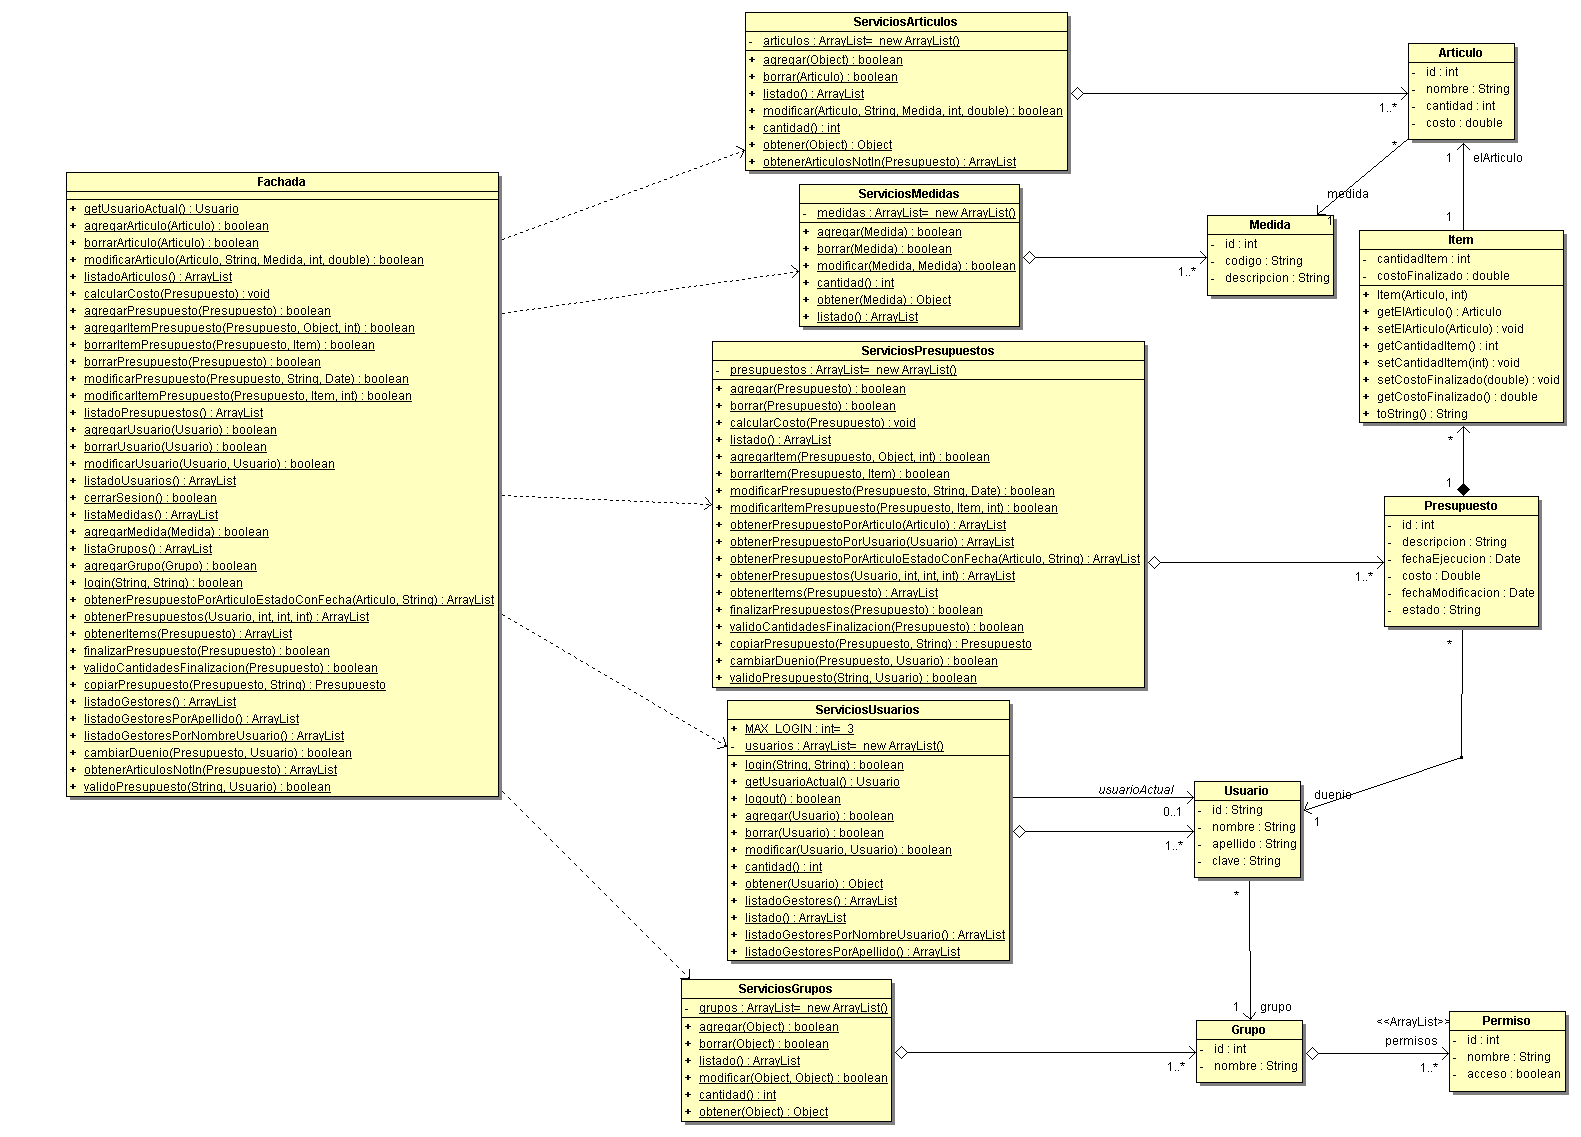 Fachada
+ getUsuarioActual() : Usuario
+ agregarArticulo(Articulo) : boolean
+ borrarArticulo(Articulo) : boolean
+ modificarArticulo(Articulo, String, Medida, int, double) : boolean
+ listadoArticulos() : ArrayList
+ calcularCosto(Presupuesto) : void
+ agregarPresupuesto(Presupuesto) : boolean
+ agregarItemPresupuesto(Presupuesto, Object, int) : boolean
+ borrarItemPresupuesto(Presupuesto, Item) : boolean
+ borrarPresupuesto(Presupuesto) : boolean
+ modificarPresupuesto(Presupuesto, String, Date) : boolean
+ modificarItemPresupuesto(Presupuesto, Item, int) : boolean
+ listadoPresupuestos() : ArrayList
+ agregarUsuario(Usuario) : boolean
+ borrarUsuario(Usuario) : boolean
+ modificarUsuario(Usuario, Usuario) : boolean
+ listadoUsuarios() : ArrayList
+ cerrarSesion() : boolean
+ listaMedidas() : ArrayList
+ agregarMedida(Medida) : boolean
+ listaGrupos() : ArrayList
+ agregarGrupo(Grupo) : boolean
+ login(String, String) : boolean
+ obtenerPresupuestoPorArticuloEstadoConFecha(Articulo, String) : ArrayList
+ obtenerPresupuestos(Usuario, int, int, int) : ArrayList
+ obtenerItems(Presupuesto) : ArrayList
+ finalizarPresupuestos(Presupuesto) : boolean
+ validoCantidadesFinalizacion(Presupuesto) : boolean
+ copiarPresupuesto(Presupuesto, String) : Presupuesto
+ listadoGestores() : ArrayList
+ listadoGestoresPorApellido() : ArrayList
+ listadoGestoresPorNombreUsuario() : ArrayList
+ cambiarDuenio(Presupuesto, Usuario) : boolean
+ obtenerArticulosNotIn(Presupuesto) : ArrayList
+ validoPresupuesto(String, Usuario) : boolean
ServiciosArticulos
- articulos : ArrayList= new ArrayList()
+ agregar(Object) : boolean
+ borrar(Articulo) : boolean
+ listado() : ArrayList
+ modificar(Articulo, String, Medida, int, double) : boolean
+ cantidad() : int
+ obtener(Object) : Object
+ obtenerArticulosNotIn(Presupuesto) : ArrayList
1..*
Articulo
- id : int
- nombre : String
- cantidad : int
- costo : double
*
medida
1
1
elArticulo
1
ServiciosMedidas
- medidas : ArrayList= new ArrayList()
+ agregar(Medida) : boolean
+ borrar(Medida) : boolean
+ modificar(Medida, Medida) : boolean
+ cantidad() : int
+ obtener(Medida) : Object
+ listado() : ArrayList
1..*
Medida
- id : int
- codigo : String
- descripcion : String
Item
- cantidadItem : int
- costoFinalizado : double
+ Item(Articulo, int)
+ getElArticulo() : Articulo
+ setElArticulo(Articulo) : void
+ getCantidadItem() : int
+ setCantidadItem(int) : void
+ setCostoFinalizado(double) : void
+ getCostoFinalizado() : double
+ toString() : String
*
1
ServiciosPresupuestos
- presupuestos : ArrayList= new ArrayList()
+ agregar(Presupuesto) : boolean
+ borrar(Presupuesto) : boolean
+ calcularCosto(Presupuesto) : void
+ listado() : ArrayList
+ agregarItem(Presupuesto, Object, int) : boolean
+ borrarItem(Presupuesto, Item) : boolean
+ modificarPresupuesto(Presupuesto, String, Date) : boolean
+ modificarItemPresupuesto(Presupuesto, Item, int) : boolean
+ obtenerPresupuestoPorArticulo(Articulo) : ArrayList
+ obtenerPresupuestoPorUsuario(Usuario) : ArrayList
+ obtenerPresupuestoPorArticuloEstadoConFecha(Articulo, String) : ArrayList
+ obtenerPresupuestos(Usuario, int, int, int) : ArrayList
+ obtenerItems(Presupuesto) : ArrayList
+ finalizarPresupuestos(Presupuesto) : boolean
+ validoCantidadesFinalizacion(Presupuesto) : boolean
+ copiarPresupuesto(Presupuesto, String) : Presupuesto
+ cambiarDuenio(Presupuesto, Usuario) : boolean
+ validoPresupuesto(String, Usuario) : boolean
1..*
Presupuesto
- id : int
- descripcion : String
- fechaEjecucion : Date
- costo : Double
- fechaModificacion : Date
- estado : String
*
duenio
1
ServiciosUsuarios
+ MAX_LOGIN : int= 3
- usuarios : ArrayList= new ArrayList()
+ login(String, String) : boolean
+ getUsuarioActual() : Usuario
+ logout() : boolean
+ agregar(Usuario) : boolean
+ borrar(Usuario) : boolean
+ modificar(Usuario, Usuario) : boolean
+ cantidad() : int
+ obtener(Usuario) : Object
+ listadoGestores() : ArrayList
+ listado() : ArrayList
+ listadoGestoresPorNombreUsuario() : ArrayList
+ listadoGestoresPorApellido() : ArrayList
usuarioActual
0..1
1..*
Usuario
- id : String
- nombre : String
- apellido : String
- clave : String
*
1
grupo
ServiciosGrupos
- grupos : ArrayList= new ArrayList()
+ agregar(Object) : boolean
+ borrar(Object) : boolean
+ listado() : ArrayList
+ modificar(Object, Object) : boolean
+ cantidad() : int
+ obtener(Object) : Object
1..*
Grupo
- id : int
- nombre : String
<<ArrayList>>
permisos
1..*
Permiso
- id : int
- nombre : String
- acceso : boolean